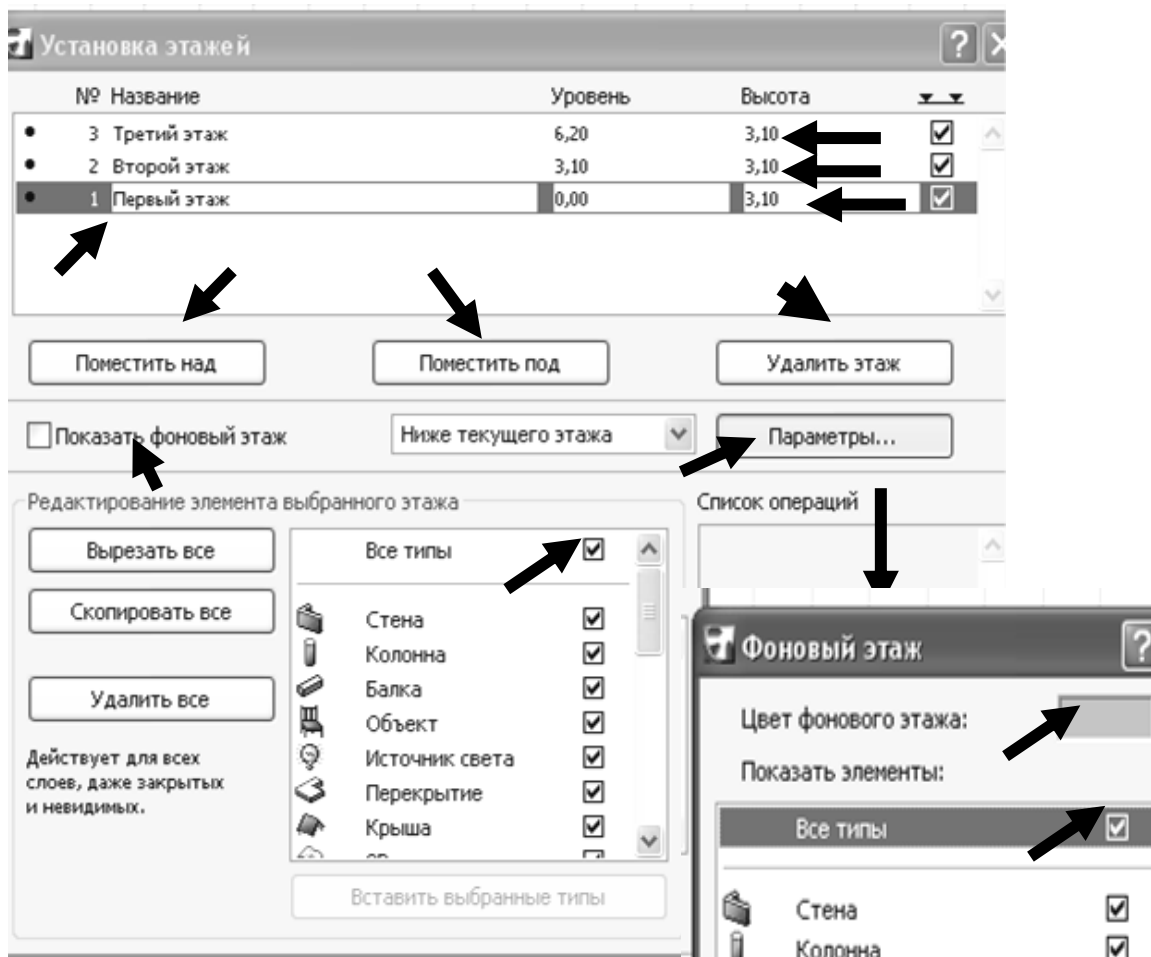 Установка этажей ?
№ Название Уровень Высота
3 Третий этаж 6,20 3,10
2 Второй этаж 3,10 3,10
1 Первый этаж 0,00 3,10
Поместить над Поместить под Удалить этаж
Показать фоновый этаж Ниже текущего этажа Параметры...
Редактирование элемента выбранного этажа
Вырезать все
Скопировать все
Удалить все
Действует для всех
слоев, даже закрытых
и невидимых.
Все типы
Стена
Колонна
Балка
Объект
Источник света
Перекрытие
Крыша
Вставить выбранные типы
Список операций
Фоновый этаж ?
Цвет фонового этажа:
Показать элементы:
Все типы
Стена
Колонна